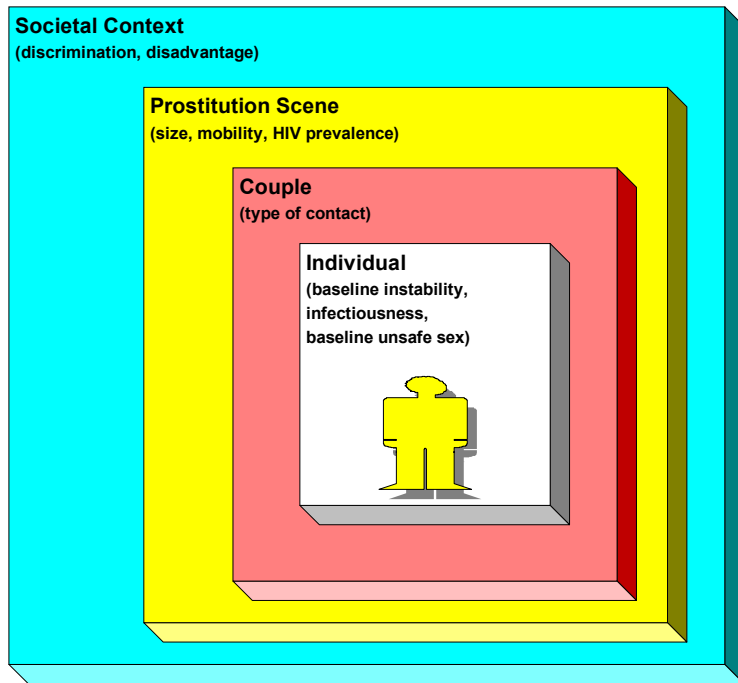 Societal Context
(discrimination, disadvantage)
Prostitution Scene
(size, mobility, HIV prevalence)
Couple
(type of contact)
Individual
(baseline instability,
infectiousness,
baseline unsafe sex)